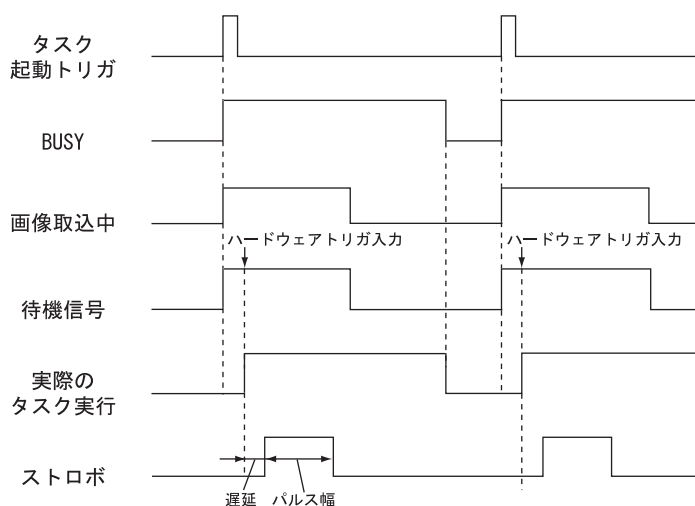 タスク
起動トリガ
BUSY
画像取込中
ハードウェアトリガ入力
ハードウェアトリガ入力
待機信号
実際の
タスク実行
ストロボ
遅延
パルス幅